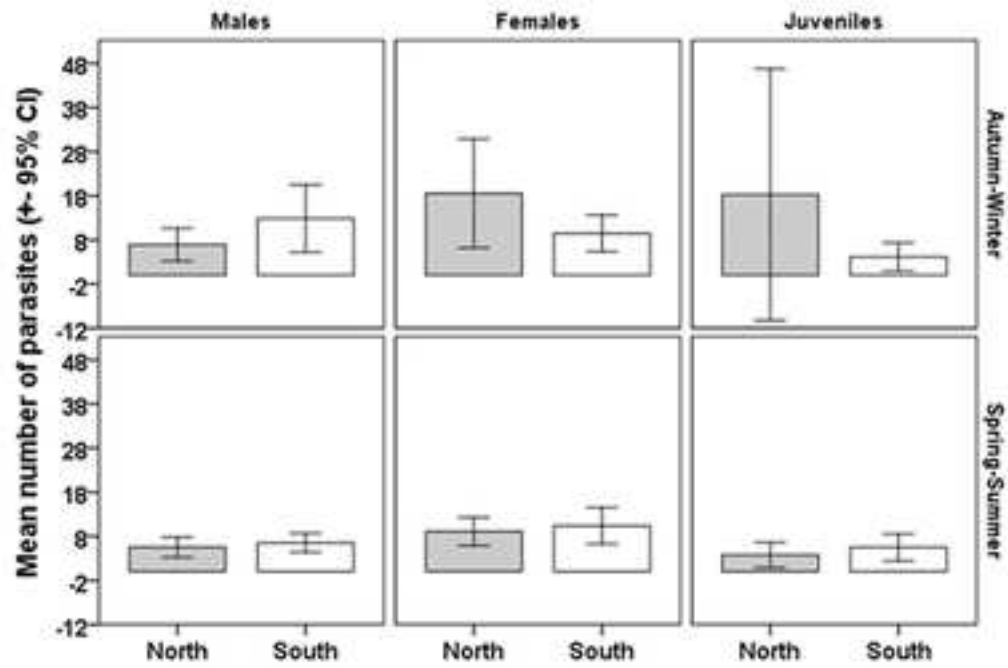 Males Females Juveniles
Mean number of parasites (+- 95% CI)
48
38
28
18
8
-2
-12
Autumn-Winter
48
38
28
18
8
-2
-12
Spring-Summer
North South North South North South